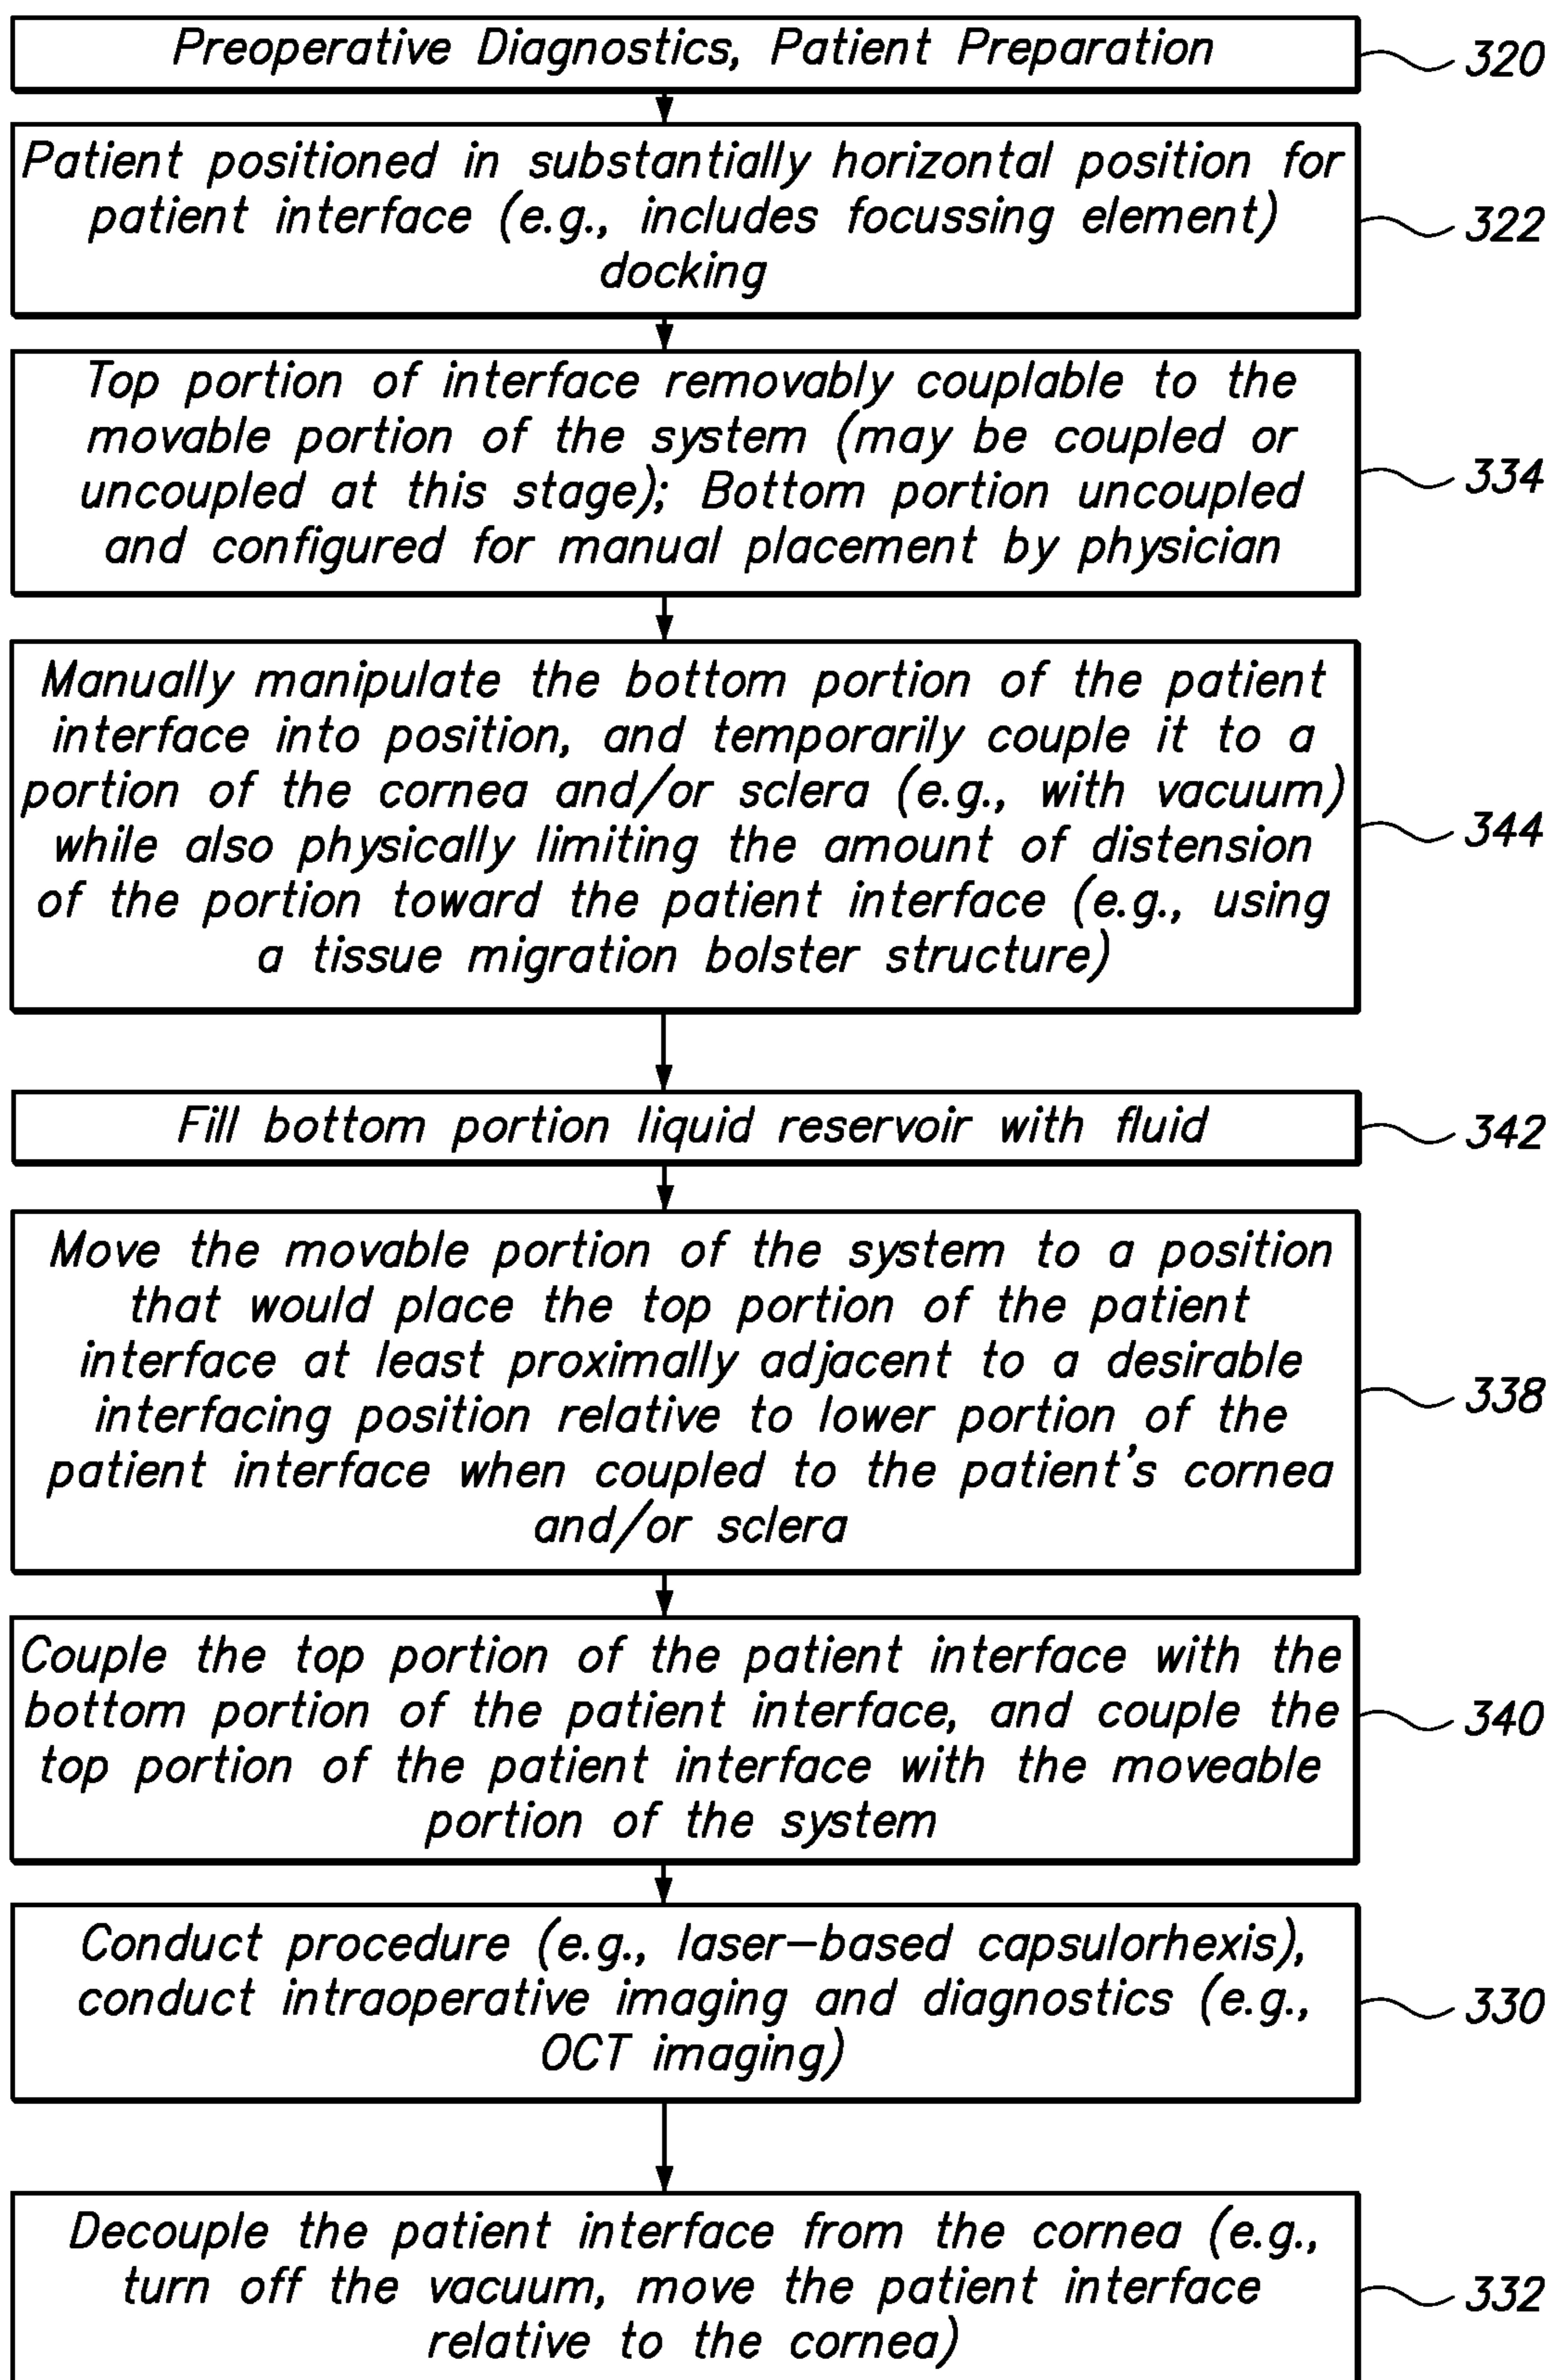 Preoperative Diagnostics, Patient Preparation
320
Patient positioned in substantially horizontal position for
patient interface (e.g., includes focussing element)
docking
322
Top portion of interface removably couplable to the
movable portion of the system (may be coupled or
uncoupled at this stage); Bottom portion uncoupled
and configured for manual placement by physician
334
Manually manipulate the bottom portion of the patient
interface into position, and temporarily couple it to a
portion of the cornea and/or sclera (e.g., with vacuum)
while also physically limiting the amount of distension
of the portion toward the patient interface (e.g., using
a tissue migration bolster structure)
344
Fill bottom portion liquid reservoir with fluid
342
Move the movable portion of the system to a position
that would place the top portion of the patient
interface at least proximally adjacent to a desirable
interfacing position relative to lower portion of the
patient interface when coupled to the patient's cornea
and/or sclera
338
Couple the top portion of the patient interface with the
bottom portion of the patient interface, and couple the
top portion of the patient interface with the moveable
portion of the system
340
Conduct procedure (e.g., laser-based capsulorhexis),
conduct intraoperative imaging and diagnostics (e.g.,
OCT imaging)
330
Decouple the patient interface from the cornea (e.g.,
turn off the vacuum, move the patient interface
relative to the cornea)
332